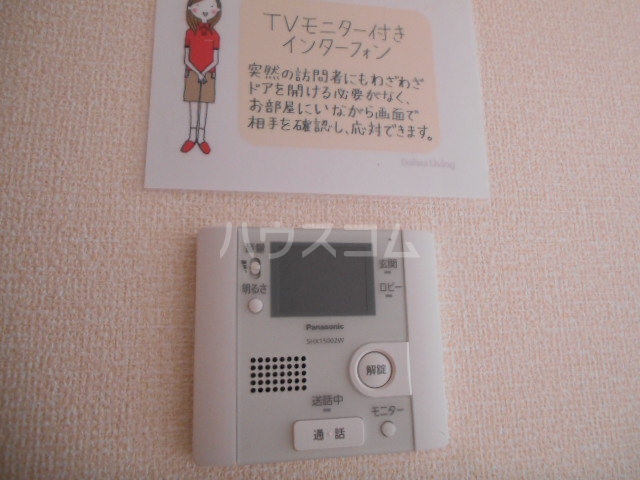 TVモニター付き
インターフォン
突然の訪問者にもわざわざ
ドアを開ける必要がなく、
お部屋にいながら画面で
相手を確認し、応対できます。
ハウスコム
音量
玄関
ロビー
明るさ
Panasonic
解錠
送話中
モニター
通・話